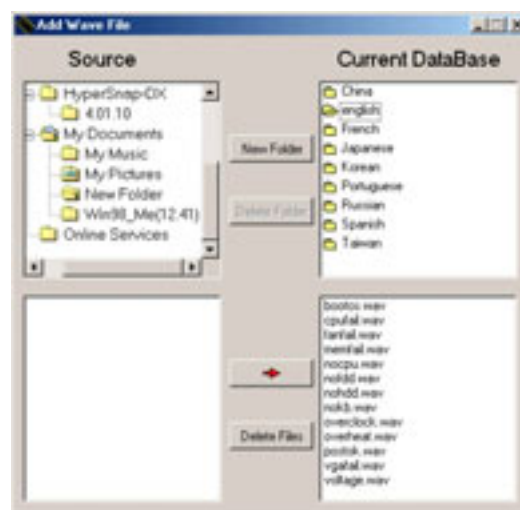 Add Wave File
Source
HyperSnap-DX
4.01.10
My Documents
My Music
My Pictures
New Folder
Win98_Me(12.41)
Online Services
New Folder
Delete Folder
Current DataBase
China
english
French
Japanese
Korean
Portuguese
Russian
Spanish
Taiwan
Delete Files
bootos.wav
cpufail.wav
fanfail.wav
memfail.wav
nocpu.wav
nofdd.wav
nohdd.wav
nokb.wav
overclock.wav
overheat.wav
postok.wav
vgafail.wav
voltage.wav